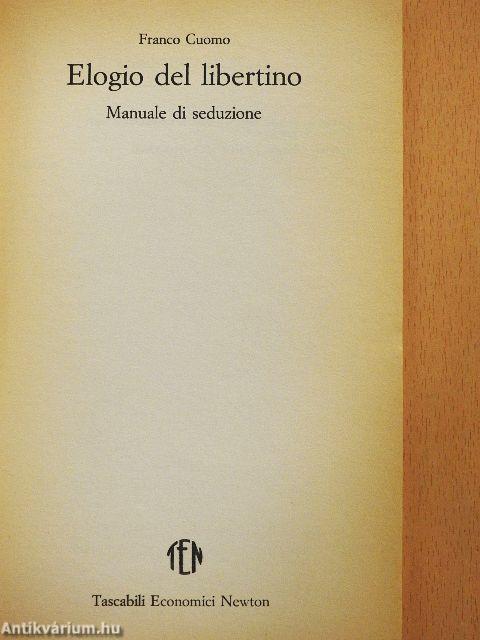 Franco Cuomo
Elogio del libertino
Manuale di seduzione
TEN
Tascabili Economici Newton
Antikvárium.hu